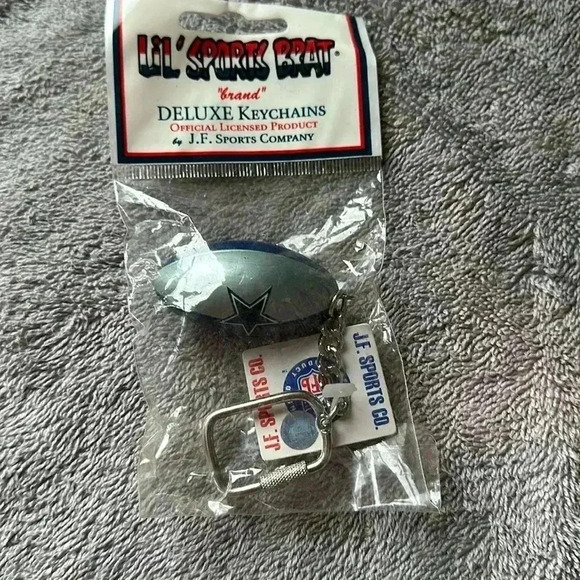 LiL' SPORTS BRAT®
"brand"
DELUXE KEYCHAINS
OFFICIAL LICENSED PRODUCT
by J.F. SPORTS COMPANY
J.F. SPORTS CO.
J.F. SPORTS CO.